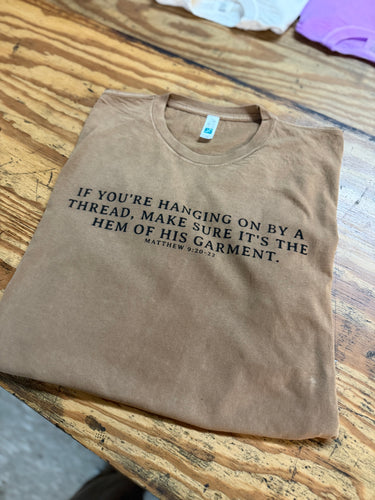 IF YOU'RE HANGING ON BY A
THREAD, MAKE SURE IT'S THE
HEM OF HIS GARMENT.
MATTHEW 9:20-22